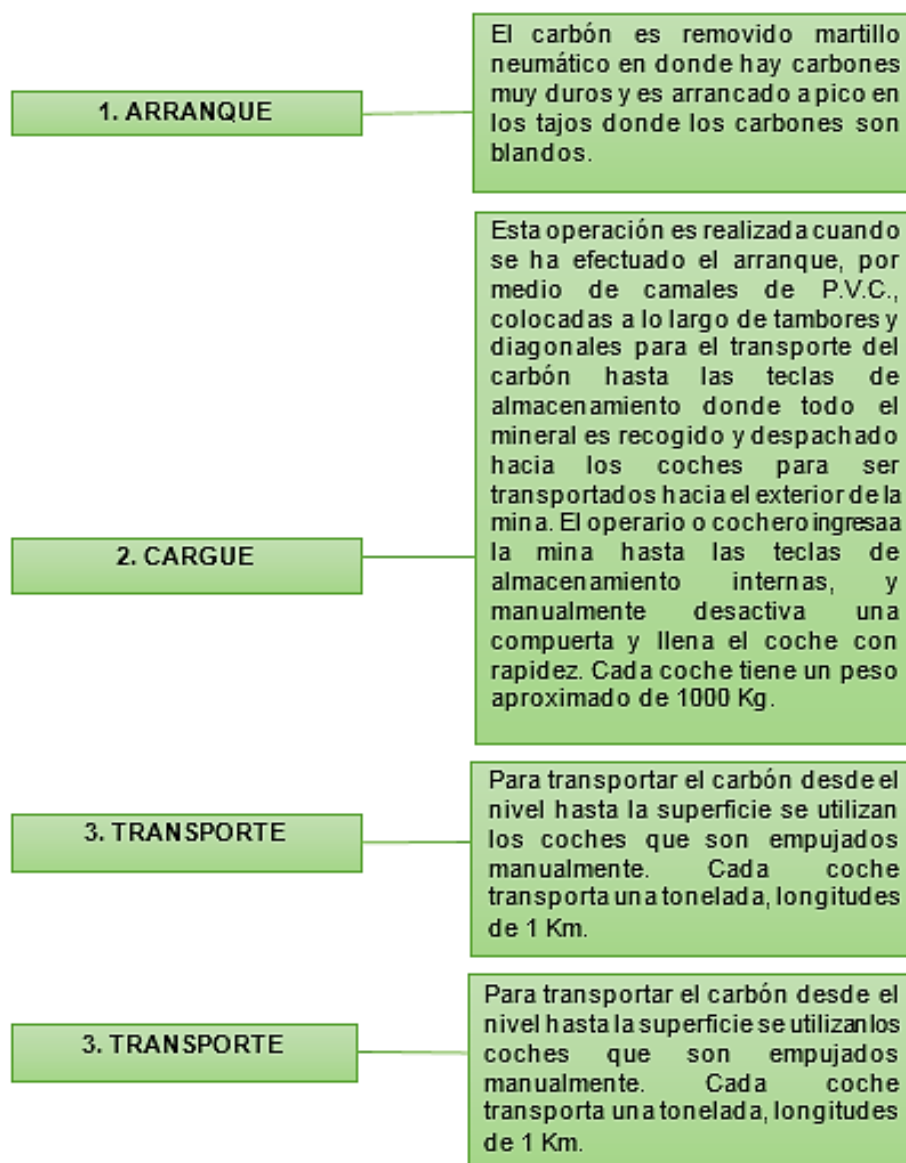 1. ARRANQUE
El carbón es removido martillo
neumático en donde hay carbones
muy duros y es arrancado a pico en
los tajos donde los carbones son
blandos.
2. CARGUE
Esta operación es realizada cuando
se ha efectuado el arranque, por
medio de camales de P.V.C.,
colocadas a lo largo de tambores y
diagonales para el transporte del
carbón hasta las teclas de
almacenamiento donde todo el
mineral es recogido y despachado
hacia los coches para ser
transportados hacia el exterior de la
mina. El operario o cochero ingresa a
la mina hasta las teclas de
almacenamiento internas, y
manualmente desactiva una
compuerta y llena el coche con
rapidez. Cada coche tiene un peso
aproximado de 1000 Kg.
3. TRANSPORTE
Para transportar el carbón desde el
nivel hasta la superficie se utilizan
los coches que son empujados
manualmente. Cada coche
transporta una tonelada, longitudes
de 1 Km.
3. TRANSPORTE
Para transportar el carbón desde el
nivel hasta la superficie se utilizan los
coches que son empujados
manualmente. Cada coche
transporta una tonelada, longitudes
de 1 Km.